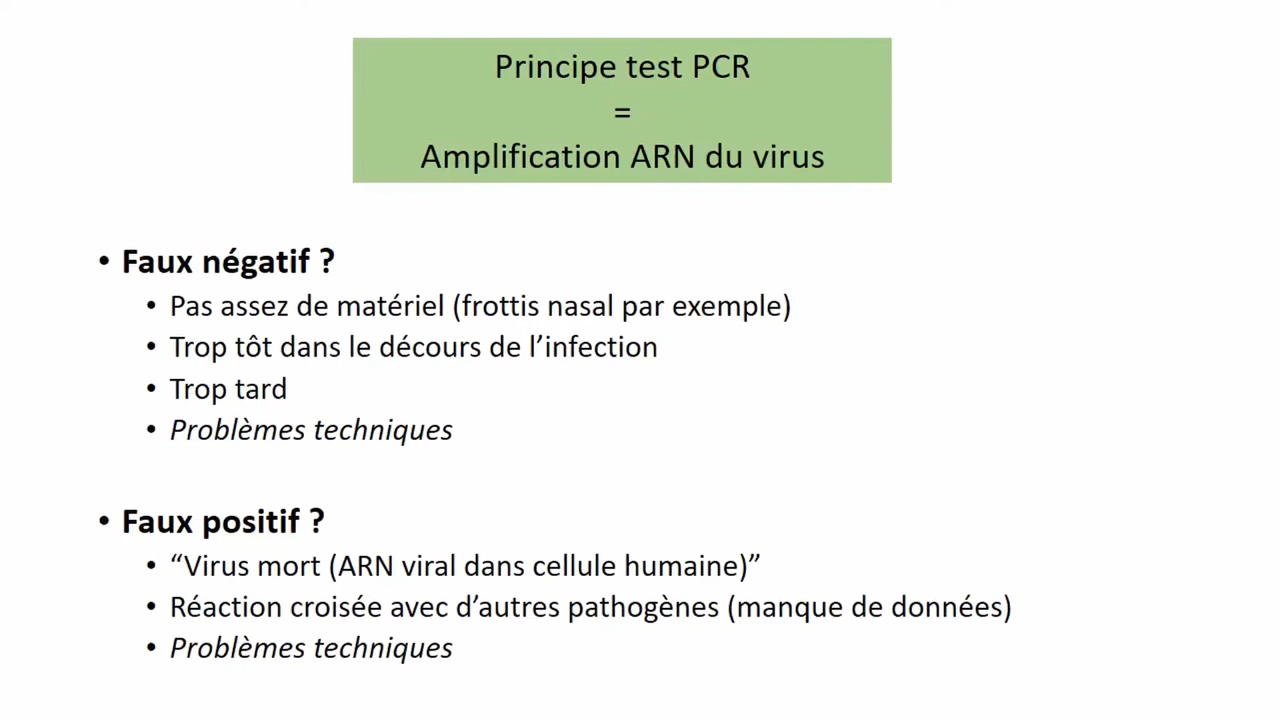 Principe test PCR
=
Amplification ARN du virus
• Faux négatif ?
• Pas assez de matériel (frottis nasal par exemple)
• Trop tôt dans le décours de l’infection
• Trop tard
• Problèmes techniques
• Faux positif ?
• “Virus mort (ARN viral dans cellule humaine)”
• Réaction croisée avec d’autres pathogènes (manque de données)
• Problèmes techniques